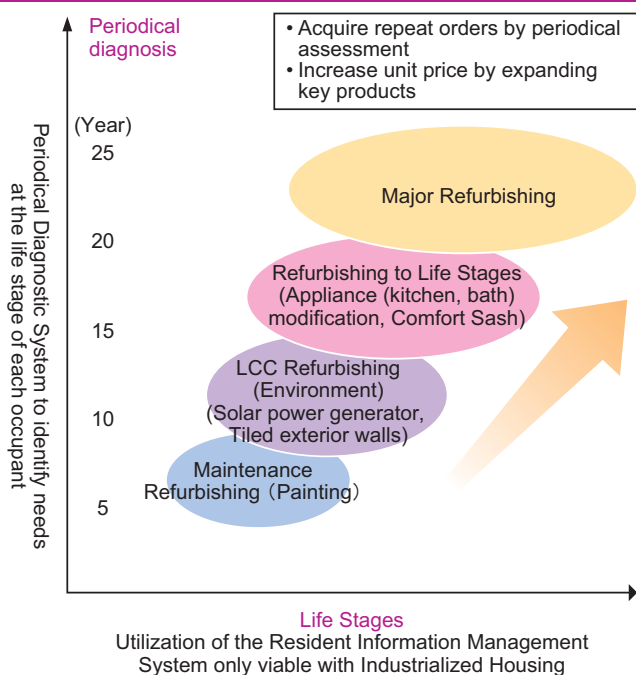 Periodical
diagnosis
• Acquire repeat orders by periodical
assessment
• Increase unit price by expanding
key products
(Year)
25
20
15
10
5
Periodical Diagnostic System to identify needs
at the life stage of each occupant
Major Refurbishing
Refurbishing to Life Stages
(Appliance (kitchen, bath)
modification, Comfort Sash)
LCC Refurbishing
(Environment)
(Solar power generator,
Tiled exterior walls)
Maintenance
Refurbishing（Painting）
Life Stages
Utilization of the Resident Information Management
System only viable with Industrialized Housing